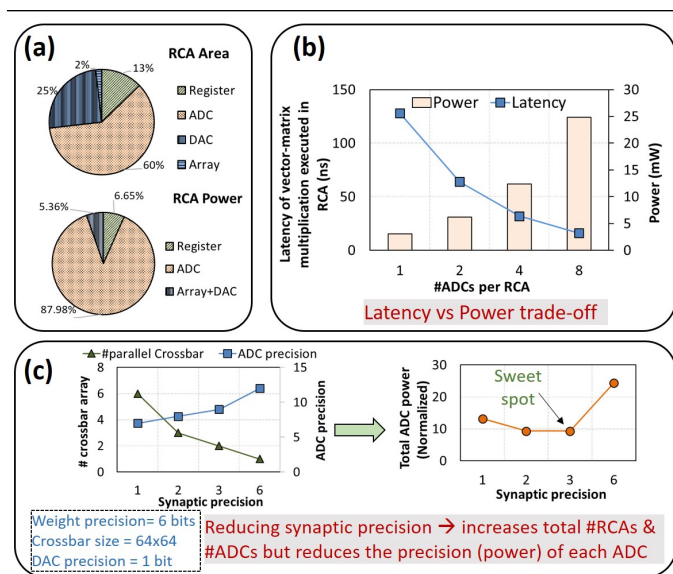 (a)
RCA Area
2%
13%
25%
60%
Register
ADC
DAC
Array
RCA Power
5.36%
6.65%
87.98%
Register
ADC
Array+DAC
(b)
Power
Latency
Latency of vector-matrix
multiplication executed in
RCA (ns)
150
100
50
0
30
25
20
15
10
5
0
Power (mW)
1 2 4 8
#ADCs per RCA
Latency vs Power trade-off
(c)
#parallel Crossbar
ADC precision
# crossbar array
8
6
4
2
0
15
10
5
0
ADC precision
1 2 3 6
Synaptic precision
Total ADC power
(Normalized)
30
20
10
0
Sweet
spot
1 2 3 6
Synaptic precision
Weight precision= 6 bits
Crossbar size = 64x64
DAC precision = 1 bit
Reducing synaptic precision → increases total #RCAs &
#ADCs but reduces the precision (power) of each ADC